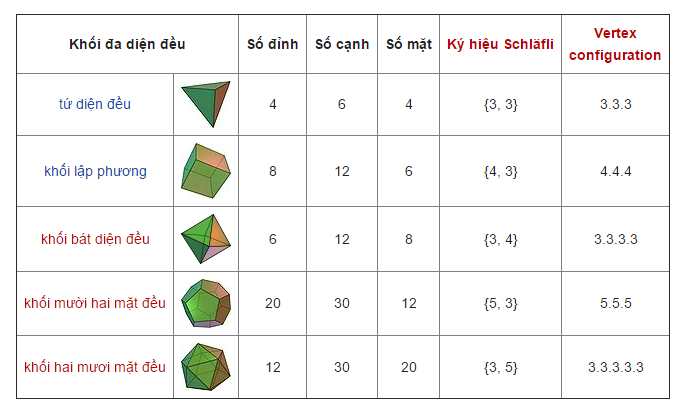 Khối đa diện đều Số đỉnh Số cạnh Số mặt Ký hiệu Schläfli Vertex configuration
tứ diện đều 4 6 4 {3, 3} 3.3.3
khối lập phương 8 12 6 {4, 3} 4.4.4
khối bát diện đều 6 12 8 {3, 4} 3.3.3.3
khối mười hai mặt đều 20 30 12 {5, 3} 5.5.5
khối hai mươi mặt đều 12 30 20 {3, 5} 3.3.3.3.3